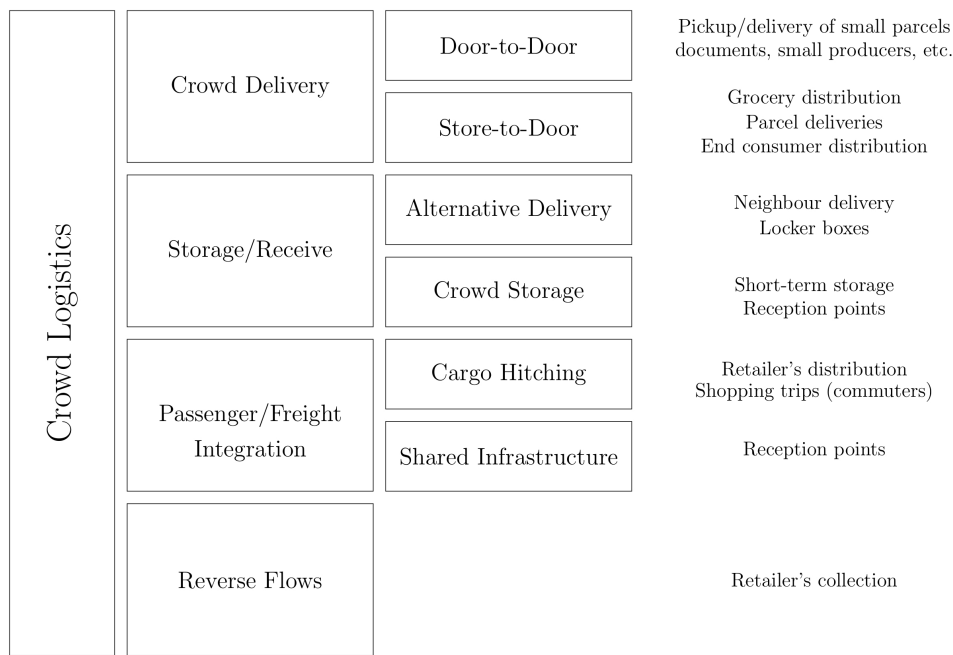 Crowd Logistics
Crowd Delivery
Door-to-Door
Pickup/delivery of small parcels
documents, small producers, etc.
Store-to-Door
Grocery distribution
Parcel deliveries
End consumer distribution
Storage/Receive
Alternative Delivery
Neighbour delivery
Locker boxes
Crowd Storage
Short-term storage
Reception points
Passenger/Freight
Integration
Cargo Hitching
Retailer's distribution
Shopping trips (commuters)
Shared Infrastructure
Reception points
Reverse Flows
Retailer's collection